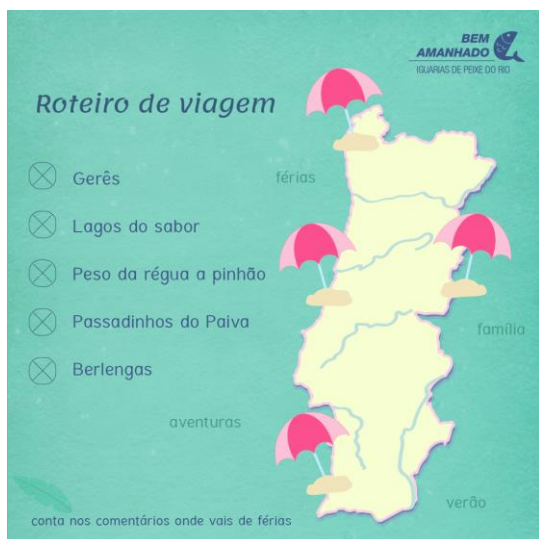 BEM
AMANHADO
IGUARIAS DE PEIXE DO RIO
Roteiro de viagem
Gerês
férias
Lagos do sabor
Peso da régua a pinhão
Passadinhos do Paiva
família
Berlengas
aventuras
verão
conta nos comentários onde vais de férias